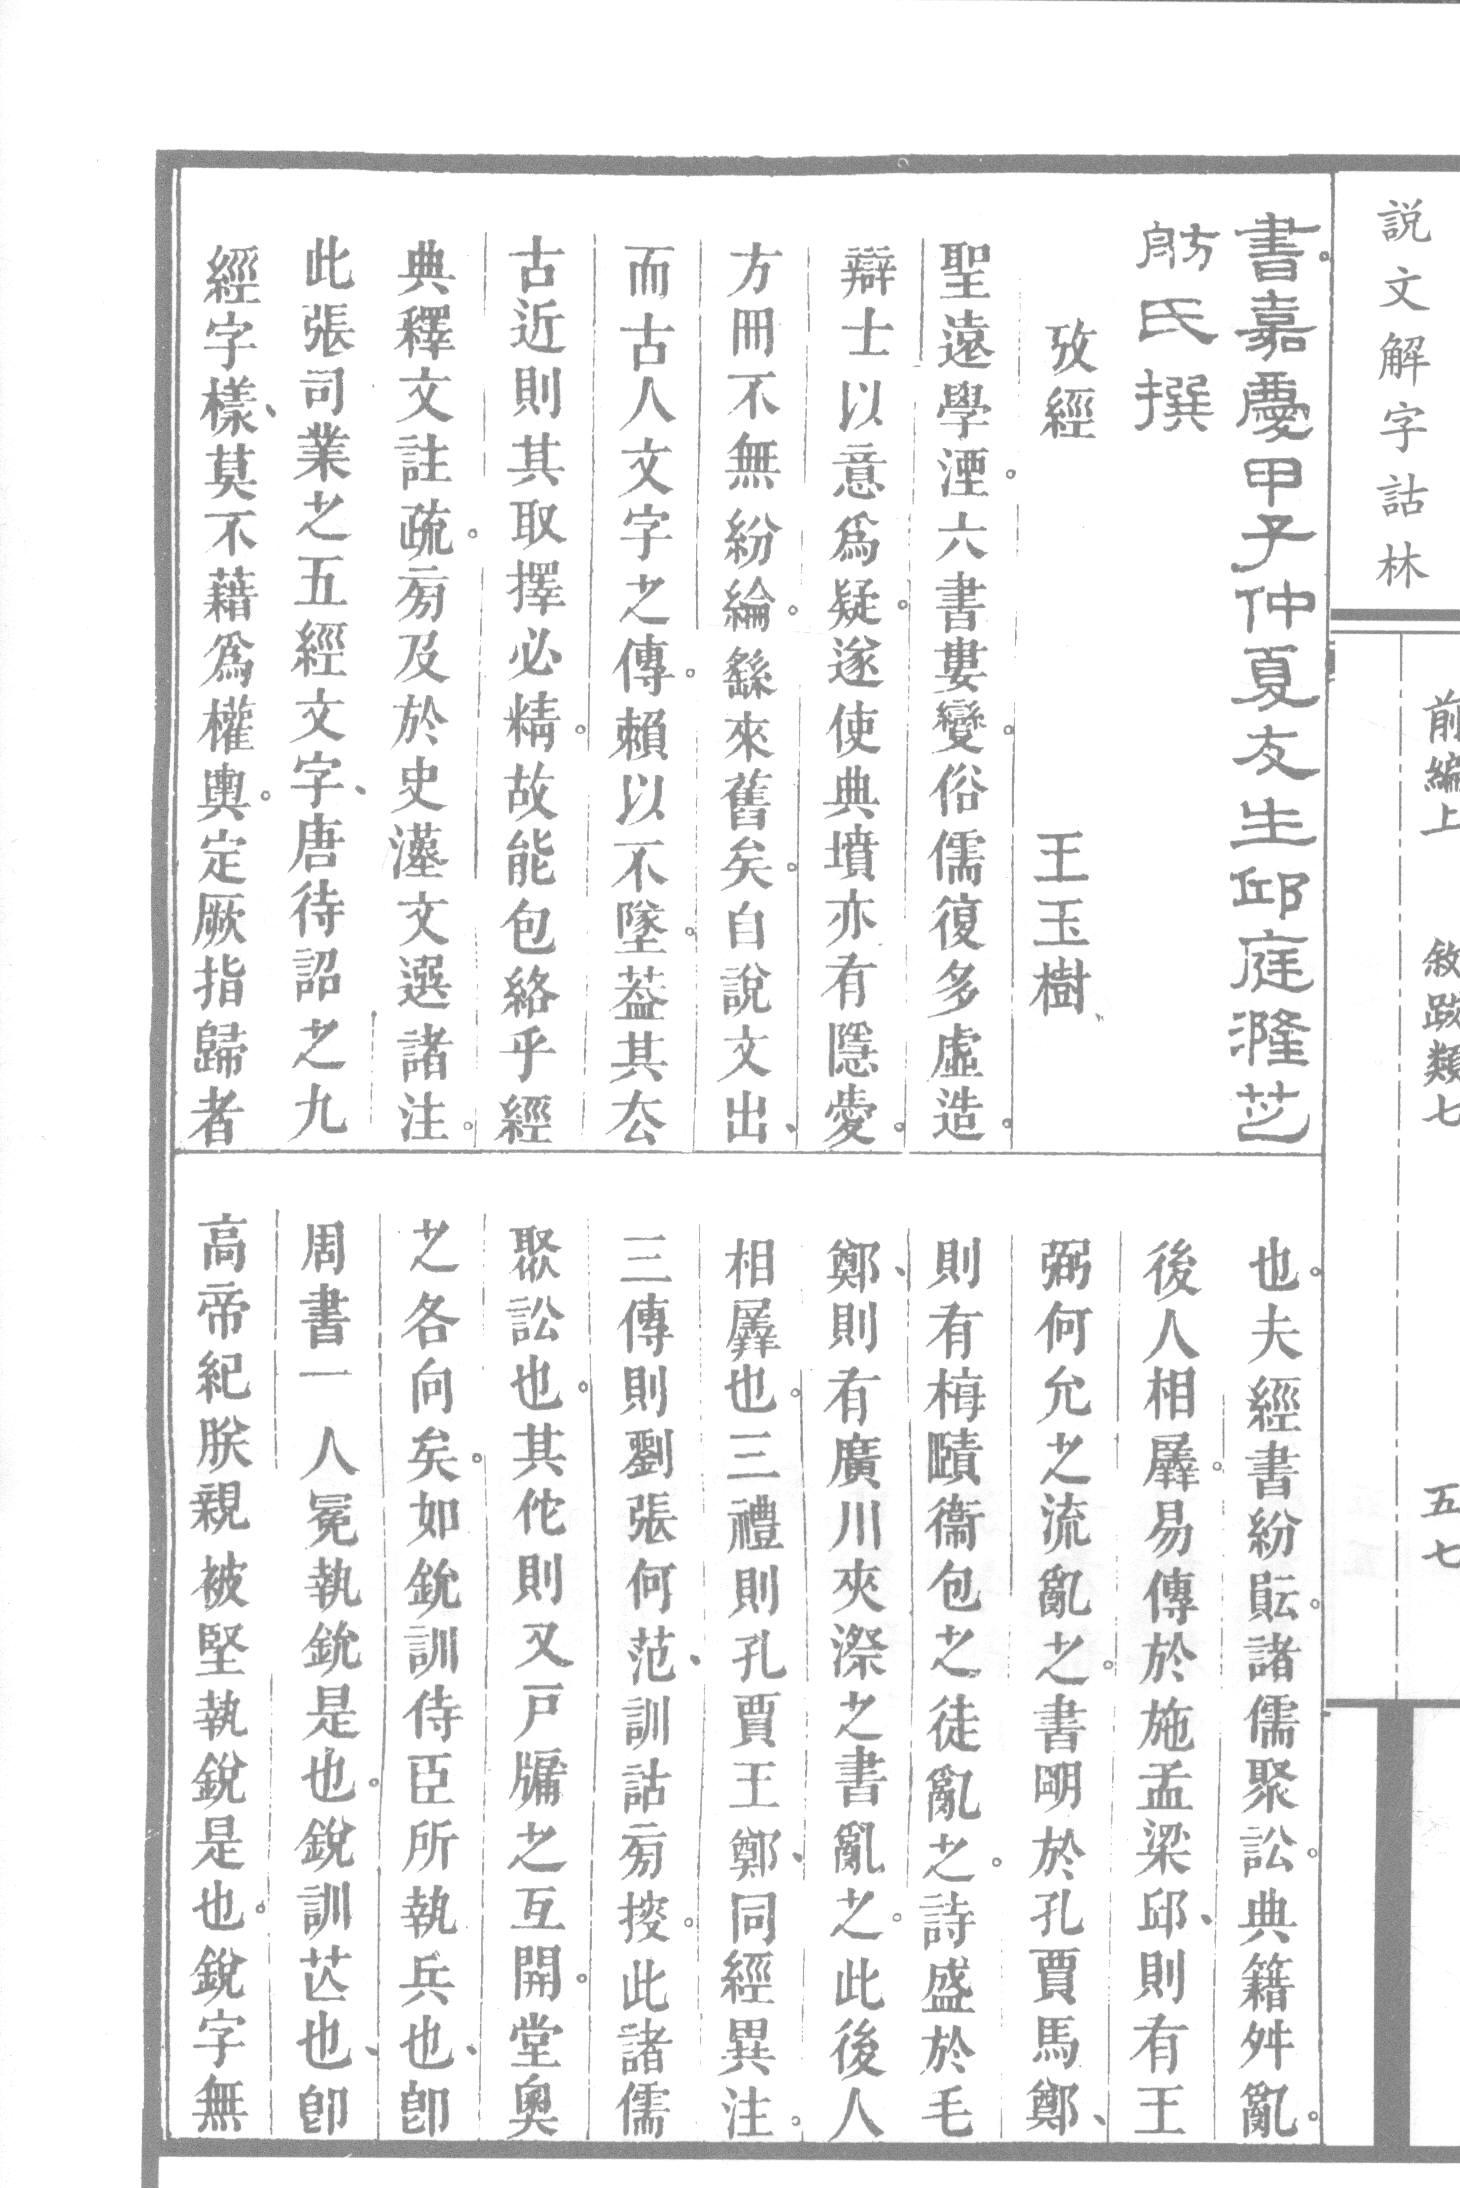 説文解字詁林
前編上
敘跋類七
五七
書。嘉慶甲子仲夏友生邱庭漋芝
舫氏撰
攷經
王玉樹、
聖遠學湮。六書婁變。俗儒復多虛造。
辯士以意爲疑。遂使典墳亦有隱㤅。
方冊不無紛綸。繇來舊矣。自說文出、
而古人文字之傳。賴以不墜。葢其厺
古近則其取擇必精。故能包絡乎經
典釋文註疏。㫄及於史漢文選諸注。
此張司業之五經文字、唐待詔之九
經字樣、莫不藉爲權輿。定厥指歸者
也。夫經書紛眃。諸儒聚訟。典籍舛亂。
後人相羼。易傳於施孟梁邱、則有王
弼何允之流亂之。書明於孔賈馬鄭、
則有梅賾衞包之徒亂之。詩盛於毛
鄭、則有廣川夾漈之書亂之。此後人
相羼也。三禮則孔賈王鄭、同經異注。
三傳則劉張何范、訓詁㫄㨙。此諸儒
聚訟也。其佗則又戸牖之互開。堂奧
之各向矣。如鈗訓侍臣所執兵也、卽
周書一人冕執鈗是也。銳訓芒也、卽
高帝紀朕親被堅執銳是也。銳字無